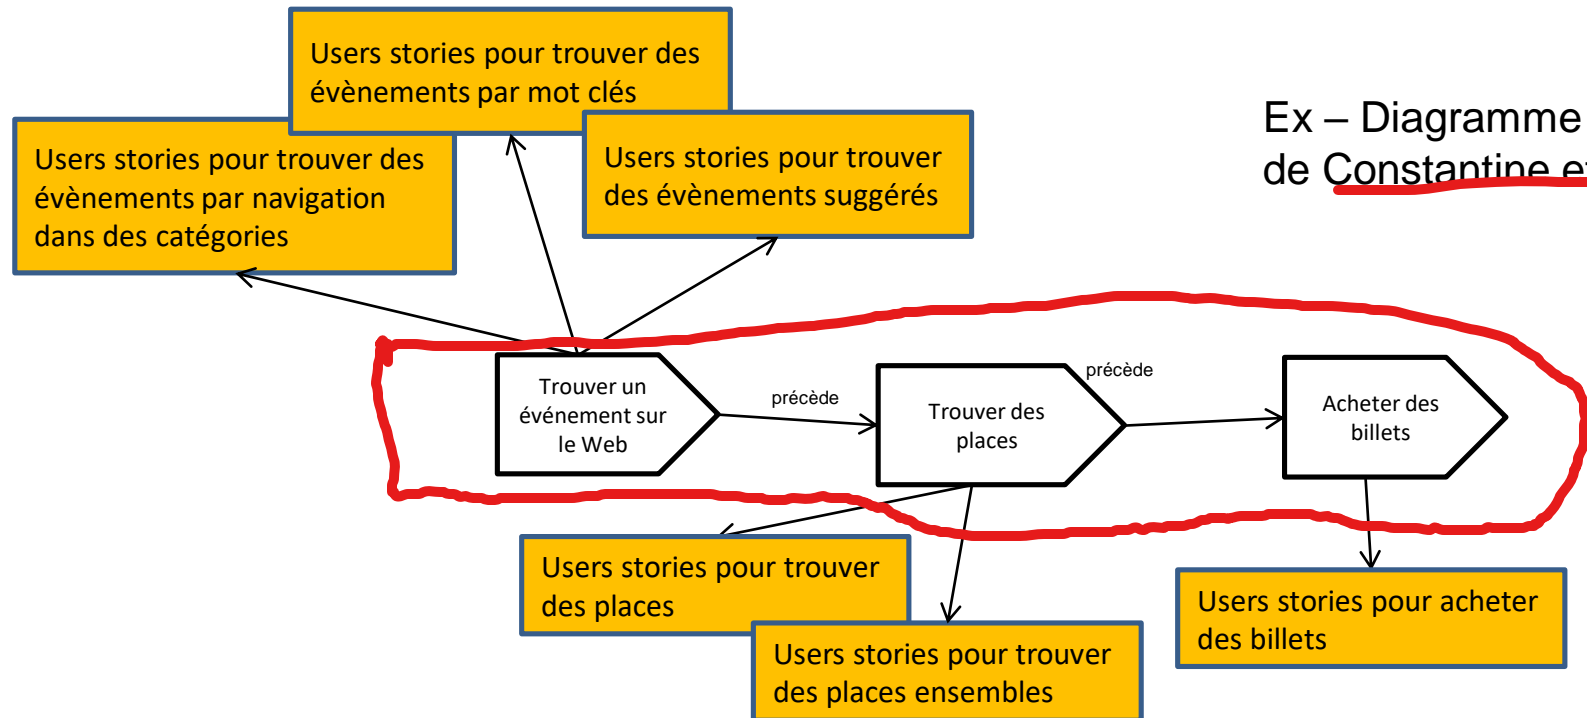 Users stories pour trouver des
évènements par mot clés
Users stories pour trouver des
évènements par navigation
dans des catégories
Users stories pour trouver
des évènements suggérés
Ex – Diagramme
de Constantine et
Trouver un
événement sur
le Web
précède
Trouver des
places
précède
Acheter des
billets
Users stories pour trouver
des places
Users stories pour trouver
des places ensembles
Users stories pour acheter
des billets